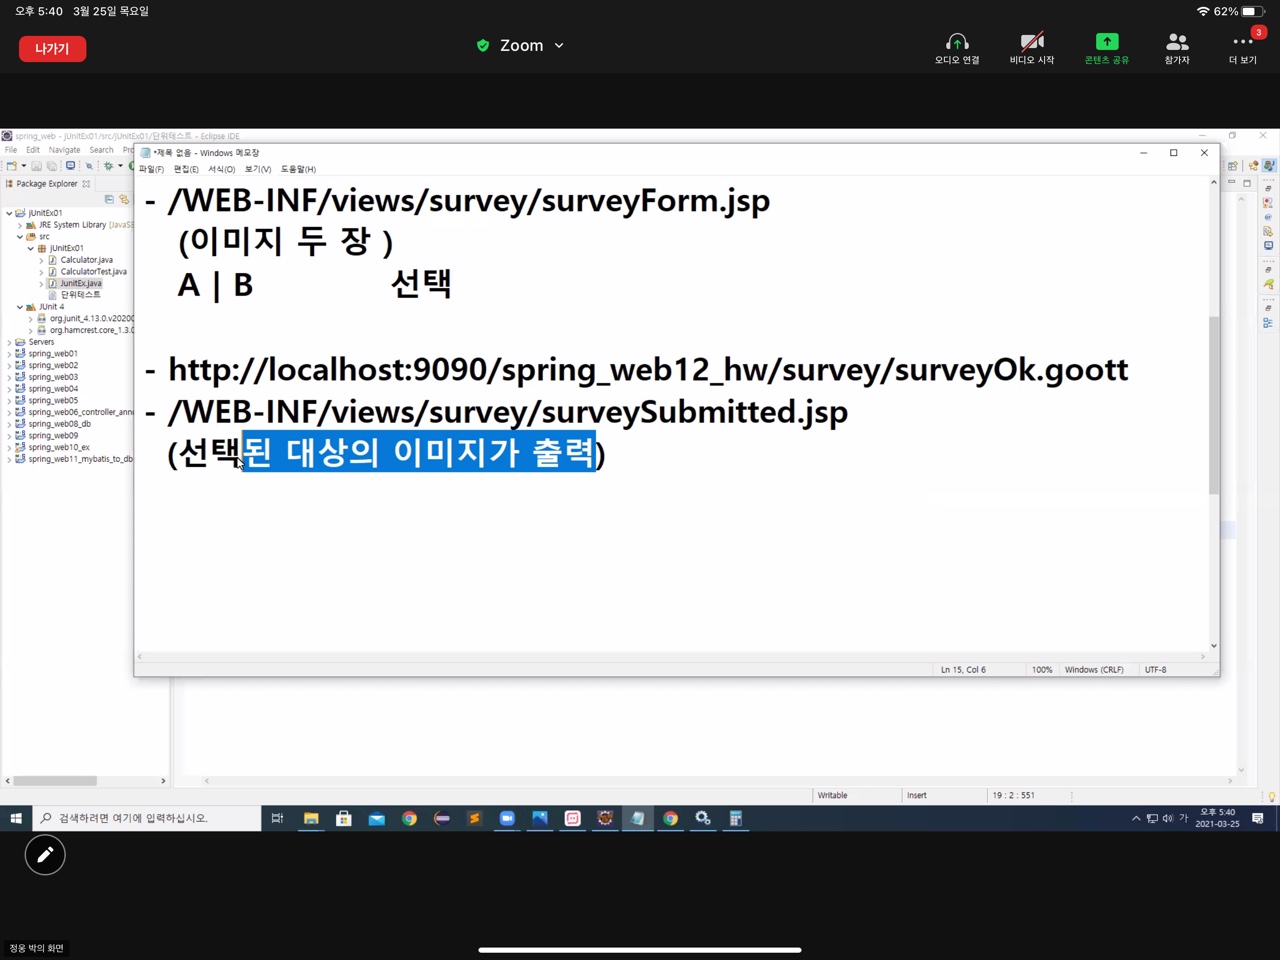 오후 5:40 3월 25일 목요일
62%
나가기
Zoom
오디오 연결
비디오 시작
콘텐츠 공유
참가자
3
더 보기
spring_web - jUnitEx01/src/jUnitEx01/단위테스트 - Eclipse IDE
File Edit Navigate Search
Package Explorer
jUnitEx01
JRE System Library
src
jUnitEx01
Calculator.java
CalculatorTest.java
JunitEx.java
단위테스트
JUnit 4
org.junit_4.13.0.v20200
org.hamcrest.core_1.3.0
Servers
spring_web01
spring_web02
spring_web03
spring_web04
spring_web05
spring_web06_controller_anno
spring_web08_db
spring_web09
spring_web10_ex
spring_web11_mybatis_to_db
*제목 없음 - Windows 메모장
파일(F) 편집(E) 서식(O) 보기(V) 도움말(H)
- /WEB-INF/views/survey/surveyForm.jsp
(이미지 두 장 )
A | B 선택
- http://localhost:9090/spring_web12_hw/survey/surveyOk.goott
- /WEB-INF/views/survey/surveySubmitted.jsp
(선택된 대상의 이미지가 출력)
Ln 15, Col 6 100% Windows (CRLF) UTF-8
Writable Insert 19 : 2 : 551
검색하려면 여기에 입력하십시오.
가
오후 5:40
2021-03-25
정웅 박의 화면